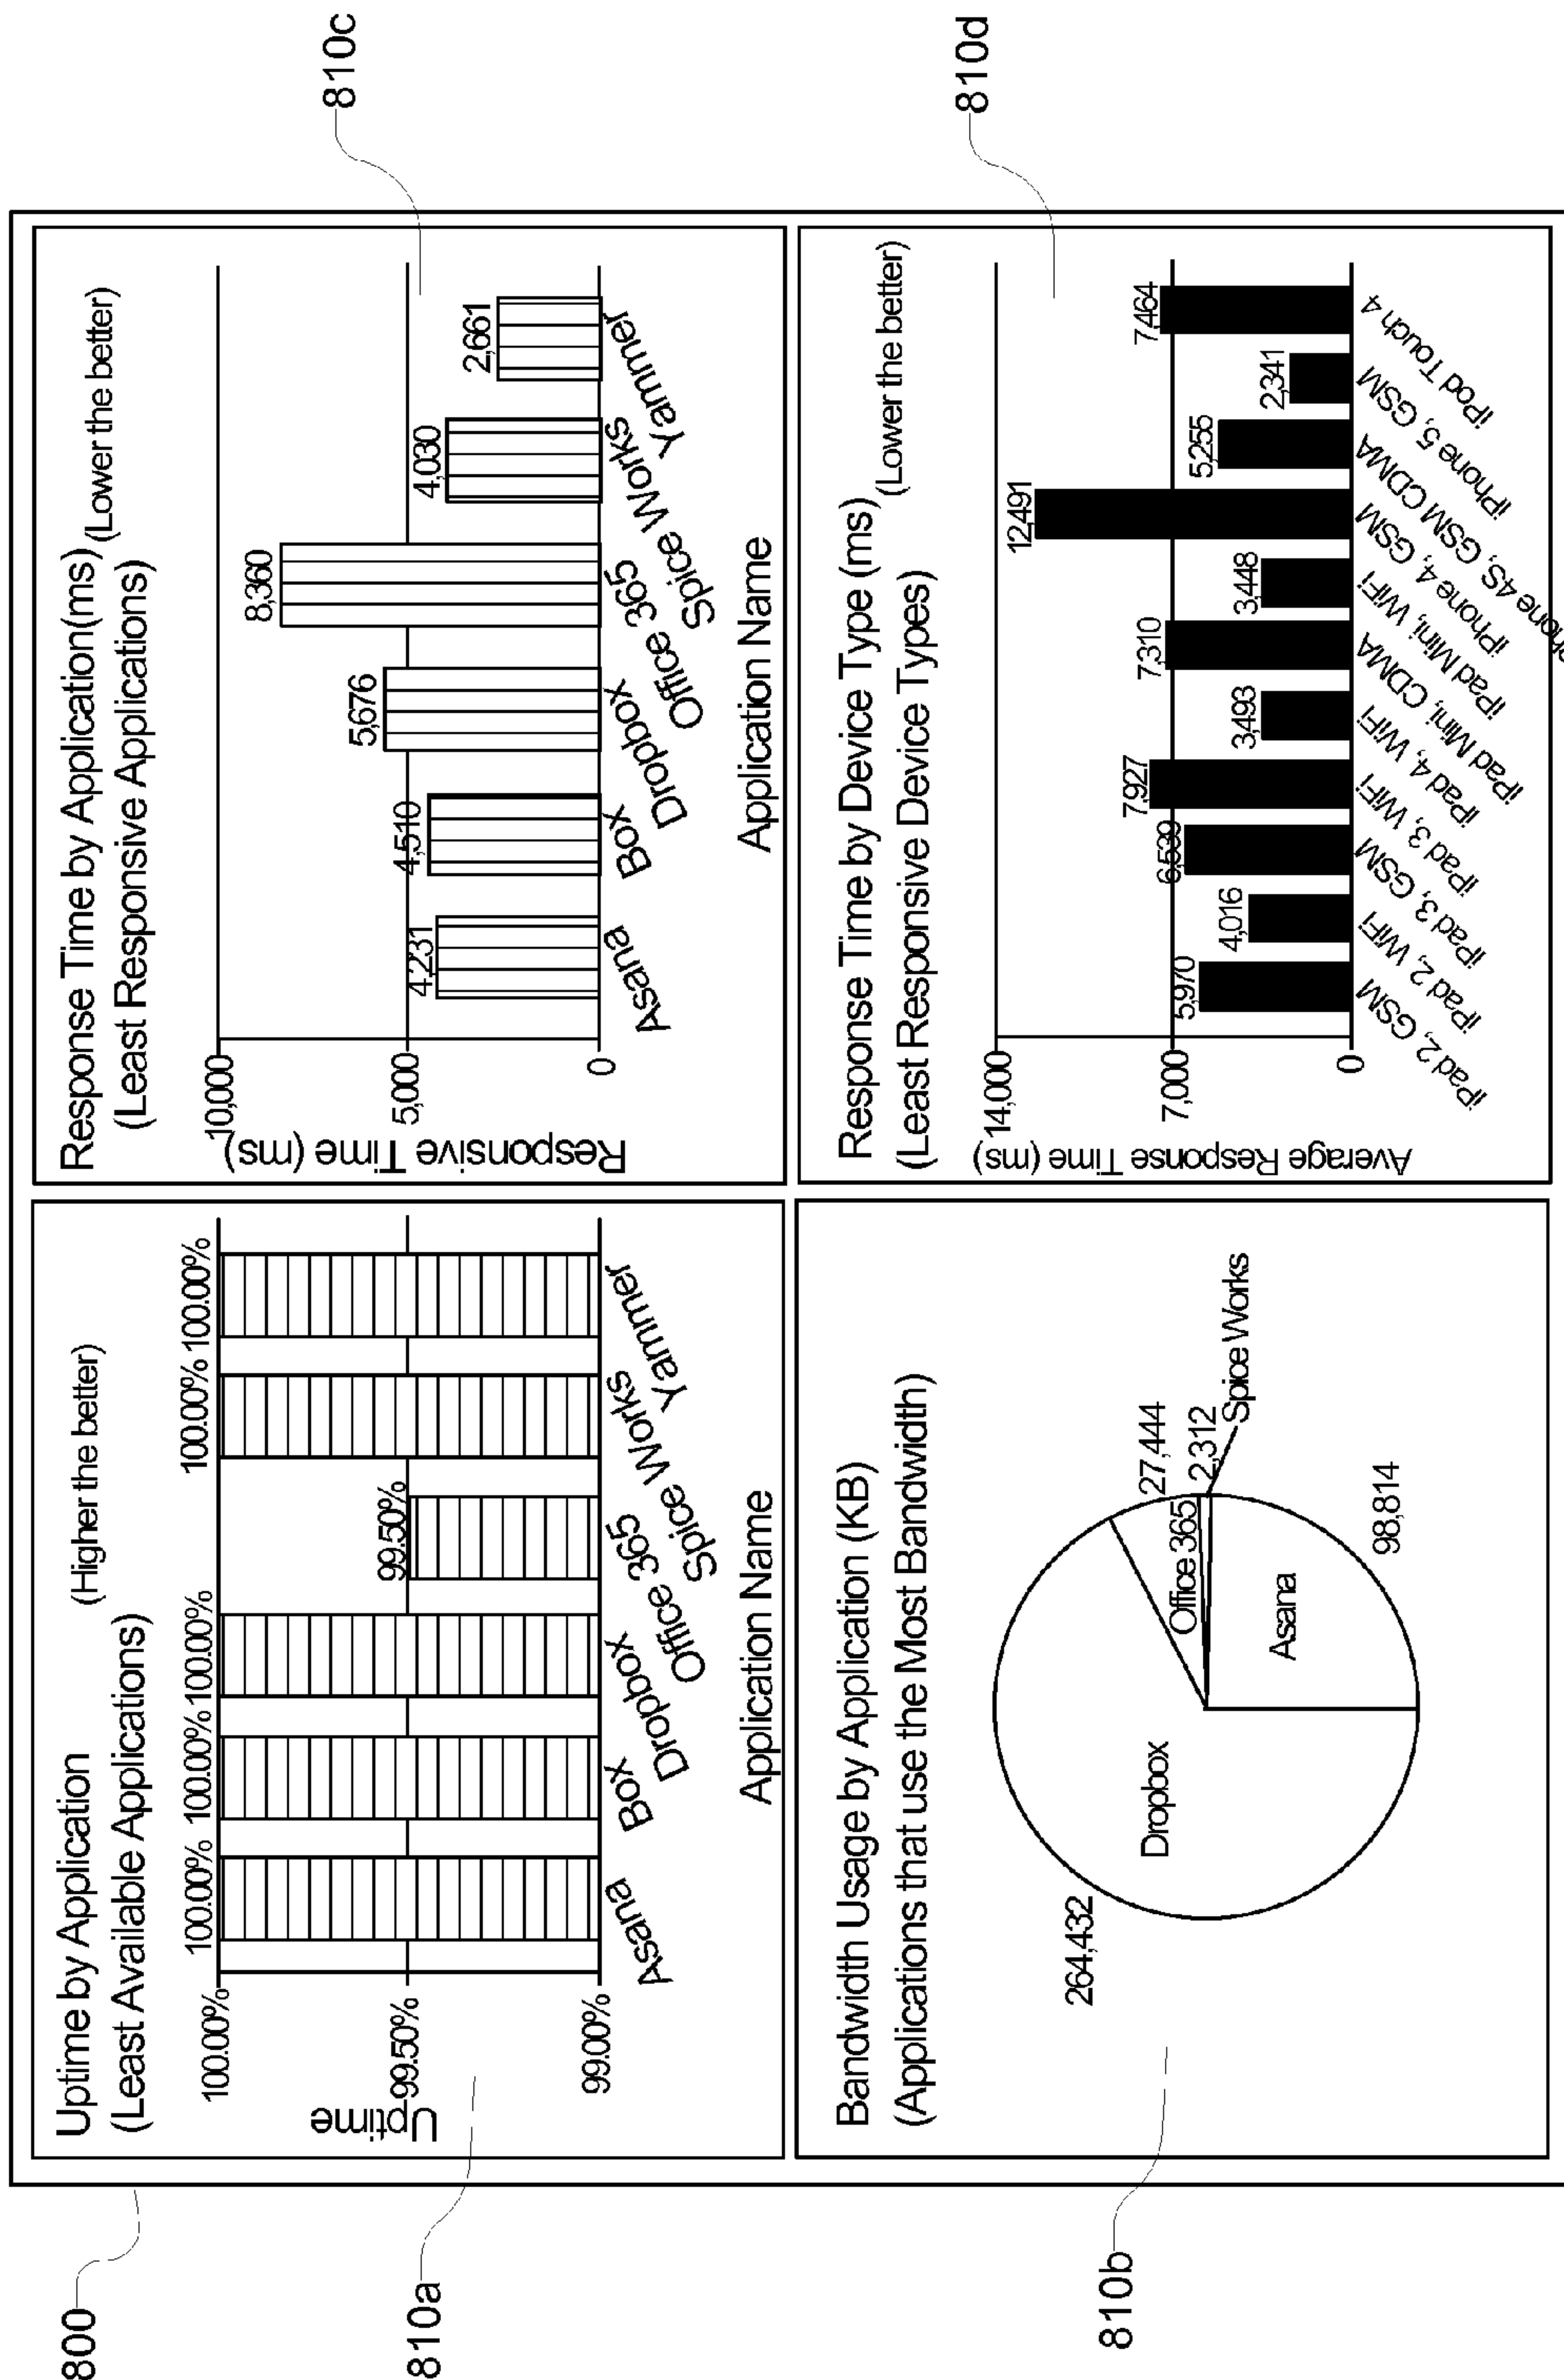 800
810a
Uptime by Application
(Least Available Applications)
(Higher the better)
Uptime
100.00%
99.50%
99.00%
100.00%
100.00%
100.00%
99.50%
100.00%
100.00%
Asana
Box
Dropbox
Office 365
Spice Works
Yammer
Application Name
810c
Response Time by Application(ms)
(Least Responsive Applications)
(Lower the better)
Responsive Time (ms)
10,000
5,000
0
4,231
4,510
5,676
8,360
4,030
2,661
Asana
Box
Dropbox
Office 365
Spice Works
Yammer
Application Name
810b
Bandwidth Usage by Application (KB)
(Applications that use the Most Bandwidth)
264,432
Dropbox
27,444
Office 365
2,312
Spice Works
Asana
98,814
810d
Response Time by Device Type (ms)
(Least Responsive Device Types)
(Lower the better)
Average Response Time (ms)
14,000
7,000
0
5,970
4,016
6,539
7,927
3,493
7,310
3,448
12,491
5,255
2,341
7,464
iPad 2, GSM
iPad 2, WiFi
iPad 3, GSM
iPad 3, WiFi
iPad 4, WiFi
iPad Mini, CDMA
iPad Mini, WiFi
iPhone 4, GSM
phone 4S, GSM CDMA
iPhone 5, GSM
iPod Touch 4